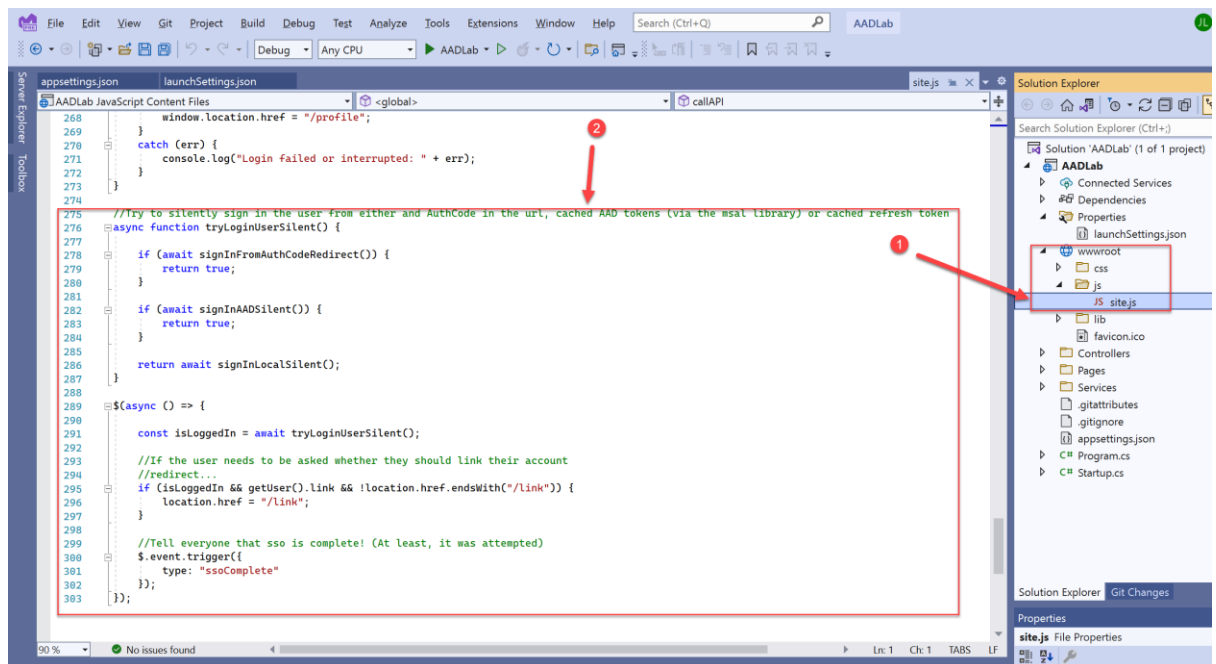 File Edit View Git Project Build Debug Test Analyze Tools Extensions Window Help Search (Ctrl+Q) AADLab JL
Debug Any CPU AADLab
Server Explorer
Toolbox
appsettings.json launchSettings.json site.js
AADLab JavaScript Content Files <global> callAPI
268 window.location.href = "/profile";
269 }
270 catch (err) {
271 console.log("Login failed or interrupted: " + err);
272 }
273 }
274
275 //Try to silently sign in the user from either and AuthCode in the url, cached AAD tokens (via the msal library) or cached refresh token
276 async function tryLoginUserSilent() {
277
278 if (await signInFromAuthCodeRedirect()) {
279 return true;
280 }
281
282 if (await signInAADSilent()) {
283 return true;
284 }
285
286 return await signInLocalSilent();
287 }
288
289 $(async () => {
290
291 const isLoggedIn = await tryLoginUserSilent();
292
293 //If the user needs to be asked whether they should link their account
294 //redirect...
295 if (isLoggedIn && getUser().link && !location.href.endsWith("/link")) {
296 location.href = "/link";
297 }
298
299 //Tell everyone that sso is complete! (At least, it was attempted)
300 $.event.trigger({
301 type: "ssoComplete"
302 });
303 });
2
1
90 % No issues found Ln: 1 Ch: 1 TABS LF
Solution Explorer
Search Solution Explorer (Ctrl+;)
Solution 'AADLab' (1 of 1 project)
AADLab
Connected Services
Dependencies
Properties
launchSettings.json
wwwroot
css
js
JS site.js
lib
favicon.ico
Controllers
Pages
Services
.gitattributes
.gitignore
appsettings.json
C# Program.cs
C# Startup.cs
Solution Explorer Git Changes
Properties
site.js File Properties